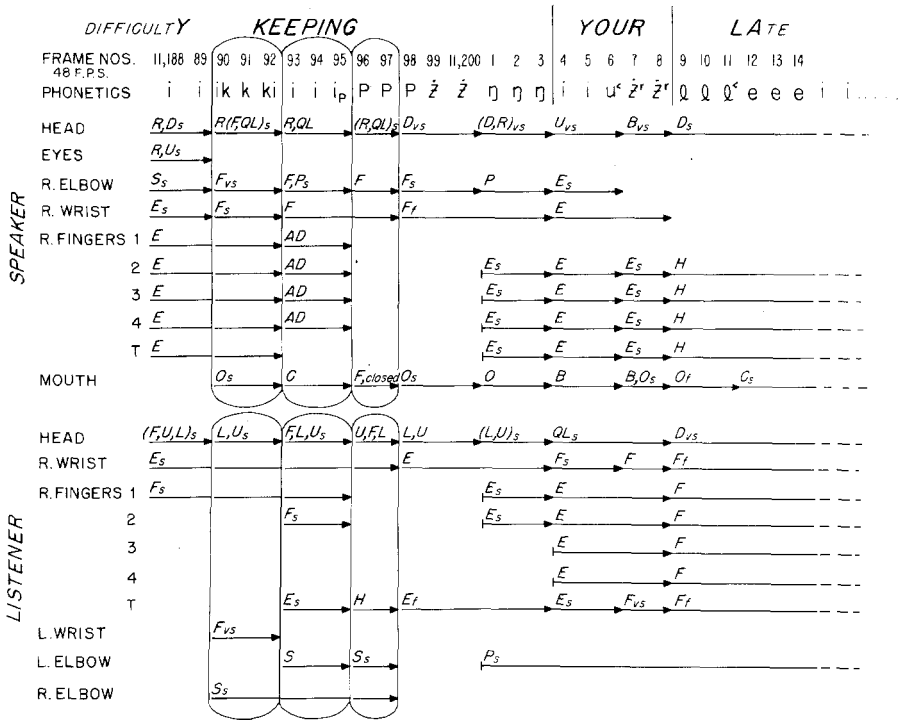 DIFFICULTY KEEPING YOUR LATE
FRAME NOS. 11,188 89 90 91 92 93 94 95 96 97 98 99 11,200 1 2 3 4 5 6 7 8 9 10 11 12 13 14
48 F.P.S.
PHONETICS i i ik k ki i i ip P P P ż ż ŋ ŋ ŋ i i uᶜ żʳ żʳ ℓ ℓ ℓᶜ e e e i i.....
SPEAKER
HEAD R,Ds R(F,QL)s R,QL (R,QL)s Dvs (D,R)vs Uvs Bvs Ds
EYES R,Us
R. ELBOW Ss Fvs F,Ps F Fs P Es
R. WRIST Es Fs F Ff E
R. FINGERS 1 E AD
2 E AD Es E Es H
3 E AD Es E Es H
4 E AD Es E Es H
T E Es E Es H
MOUTH Os C F,closed Os O B B,Os Of Cs
LISTENER
HEAD (F,U,L)s L,Us F,L,Us U,F,L L,U (L,U)s QLs Dvs
R. WRIST Es E Fs F Ff
R. FINGERS 1 Fs Es E F
2 Fs Es E F
3 E F
4 E F
T Es H Ef Es Fvs Ff
L. WRIST Fvs
L. ELBOW S Ss Ps
R. ELBOW Ss